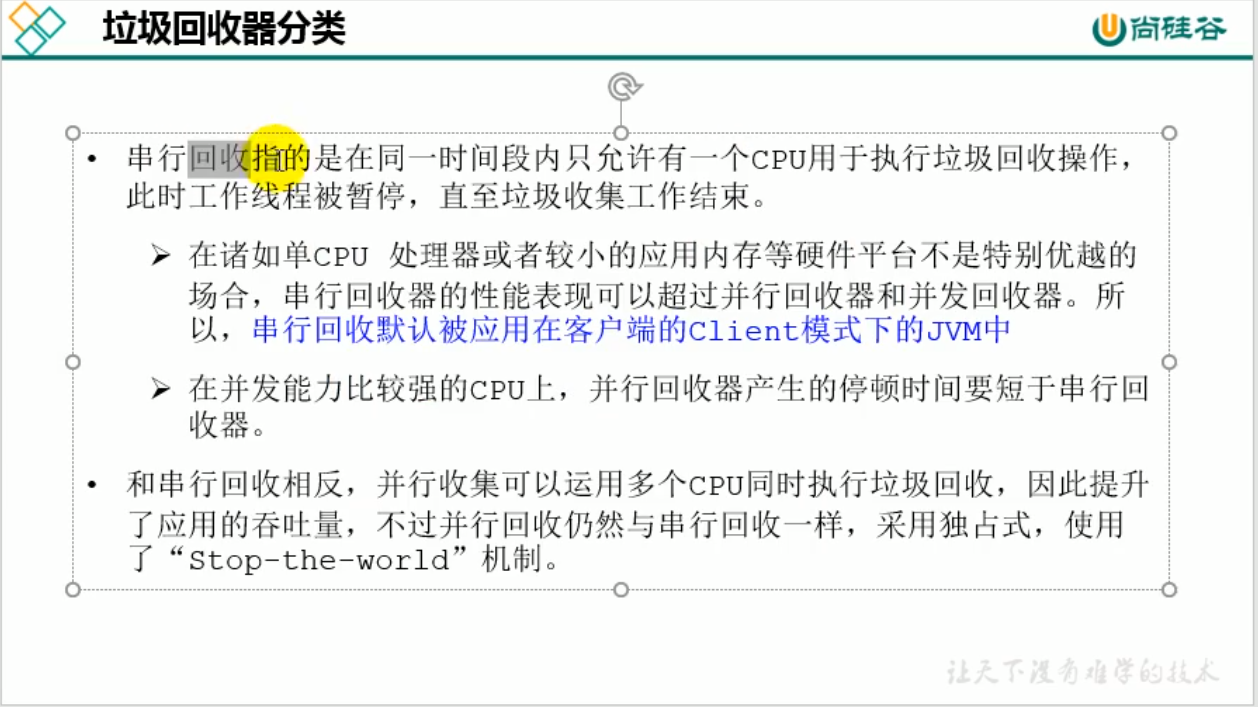 垃圾回收器分类
尚硅谷
• 串行回收指的是在同一时间段内只允许有一个CPU用于执行垃圾回收操作，
此时工作线程被暂停，直至垃圾收集工作结束。
➢ 在诸如单CPU 处理器或者较小的应用内存等硬件平台不是特别优越的
场合，串行回收器的性能表现可以超过并行回收器和并发回收器。所
以，串行回收默认被应用在客户端的Client模式下的JVM中
➢ 在并发能力比较强的CPU上，并行回收器产生的停顿时间要短于串行回
收器。
• 和串行回收相反，并行收集可以运用多个CPU同时执行垃圾回收，因此提升
了应用的吞吐量，不过并行回收仍然与串行回收一样，采用独占式，使用
了“Stop-the-world”机制。
让天下没有难学的技术